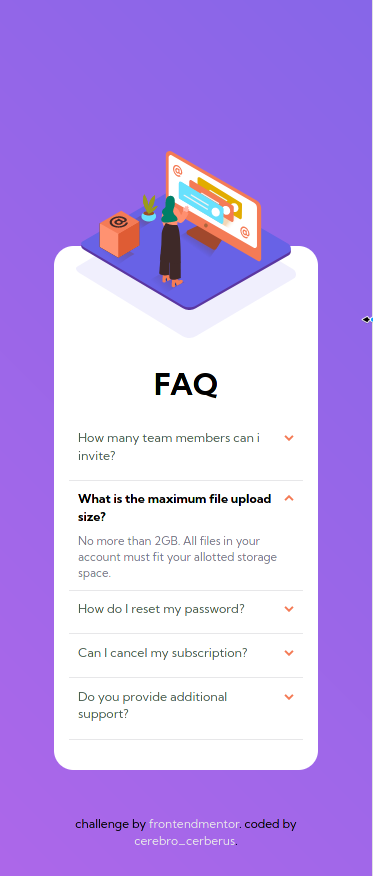 FAQ
How many team members can i
invite?
What is the maximum file upload
size?
No more than 2GB. All files in your
account must fit your allotted storage
space.
How do I reset my password?
Can I cancel my subscription?
Do you provide additional
support?
challenge by frontendmentor. coded by
cerebro_cerberus.